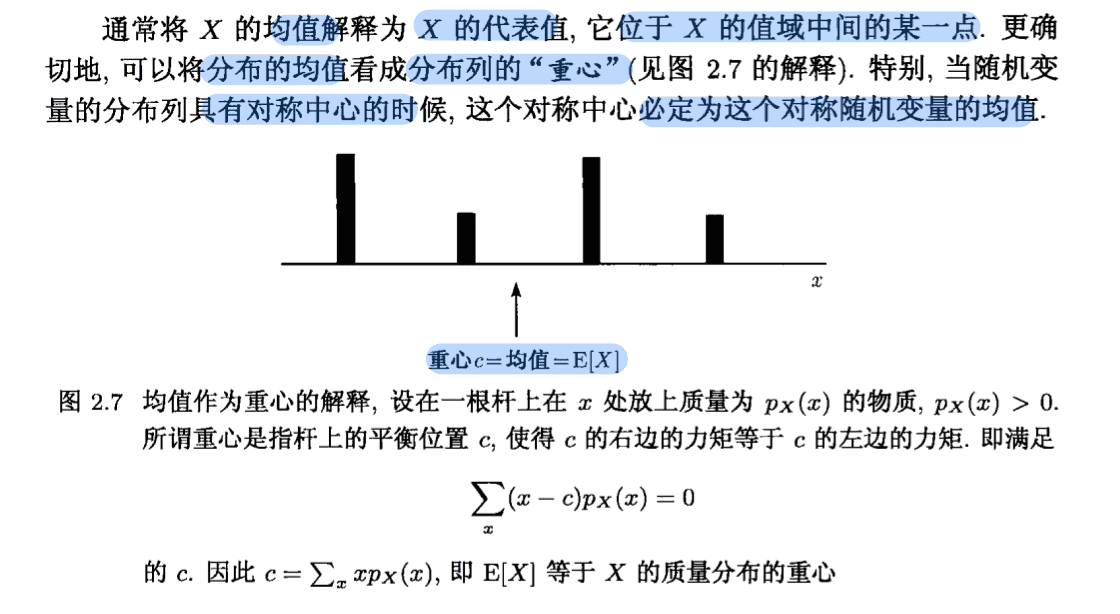 通常将 X 的均值解释为 X 的代表值, 它位于 X 的值域中间的某一点. 更确
切地, 可以将分布的均值看成分布列的“重心”(见图 2.7 的解释). 特别, 当随机变
量的分布列具有对称中心的时候, 这个对称中心必定为这个对称随机变量的均值.
x
重心c=均值=E[X]
图 2.7 均值作为重心的解释, 设在一根杆上在 x 处放上质量为 pX(x) 的物质, pX(x) > 0.
所谓重心是指杆上的平衡位置 c, 使得 c 的右边的力矩等于 c 的左边的力矩. 即满足
∑x(x − c)pX(x) = 0
的 c. 因此 c = ∑x xpX(x), 即 E[X] 等于 X 的质量分布的重心